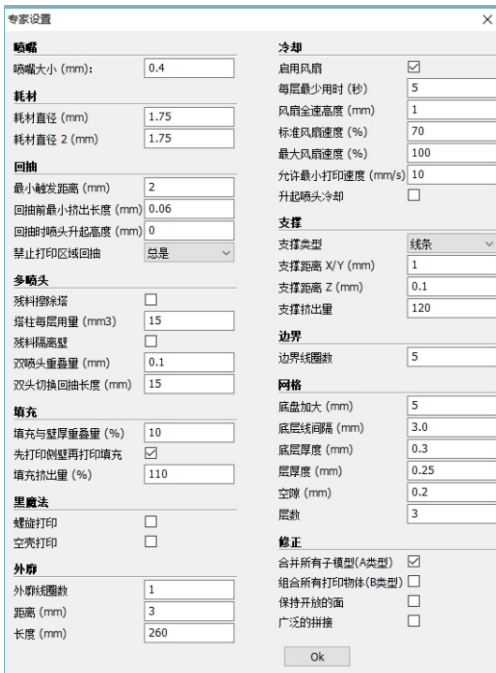 专家设置
喷嘴
喷嘴大小 (mm): 0.4
耗材
耗材直径 (mm) 1.75
耗材直径 2 (mm) 1.75
回抽
最小触发距离 (mm) 2
回抽前最小挤出长度 (mm) 0.06
回抽时喷头升起高度 (mm) 0
禁止打印区域回抽 总是
多喷头
残料擦除塔
塔柱每层用量 (mm3) 15
残料隔离壁
双喷头重叠量 (mm) 0.1
双头切换回抽长度 (mm) 15
填充
填充与壁厚重叠量 (%) 10
先打印侧壁再打印填充
填充挤出量 (%) 110
黑魔法
螺旋打印
空壳打印
外廓
外廓线圈数 1
距离 (mm) 3
长度 (mm) 260
冷却
启用风扇
每层最少用时 (秒) 5
风扇全速高度 (mm) 1
标准风扇速度 (%) 70
最大风扇速度 (%) 100
允许最小打印速度 (mm/s) 10
升起喷头冷却
支撑
支撑类型 线条
支撑距离 X/Y (mm) 1
支撑距离 Z (mm) 0.1
支撑挤出量 120
边界
边界线圈数 5
网格
底盘加大 (mm) 5
底层线间隔 (mm) 3.0
底层厚度 (mm) 0.3
层厚度 (mm) 0.25
空隙 (mm) 0.2
层数 3
修正
合并所有子模型(A类型)
组合所有打印物体(B类型)
保持开放的面
广泛的拼接
Ok